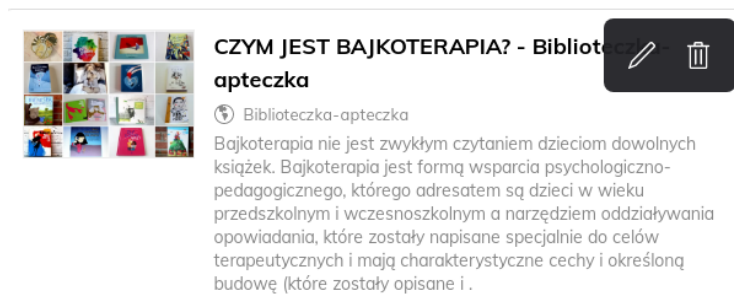 CZYM JEST BAJKOTERAPIA? - Biblioteczka-
apteczka
Biblioteczka-apteczka
Bajkoterapia nie jest zwykłym czytaniem dzieciom dowolnych
książek. Bajkoterapia jest formą wsparcia psychologiczno-
pedagogicznego, którego adresatem są dzieci w wieku
przedszkolnym i wczesnoszkolnym a narzędziem oddziaływania
opowiadania, które zostały napisane specjalnie do celów
terapeutycznych i mają charakterystyczne cechy i określoną
budowę (które zostały opisane i .